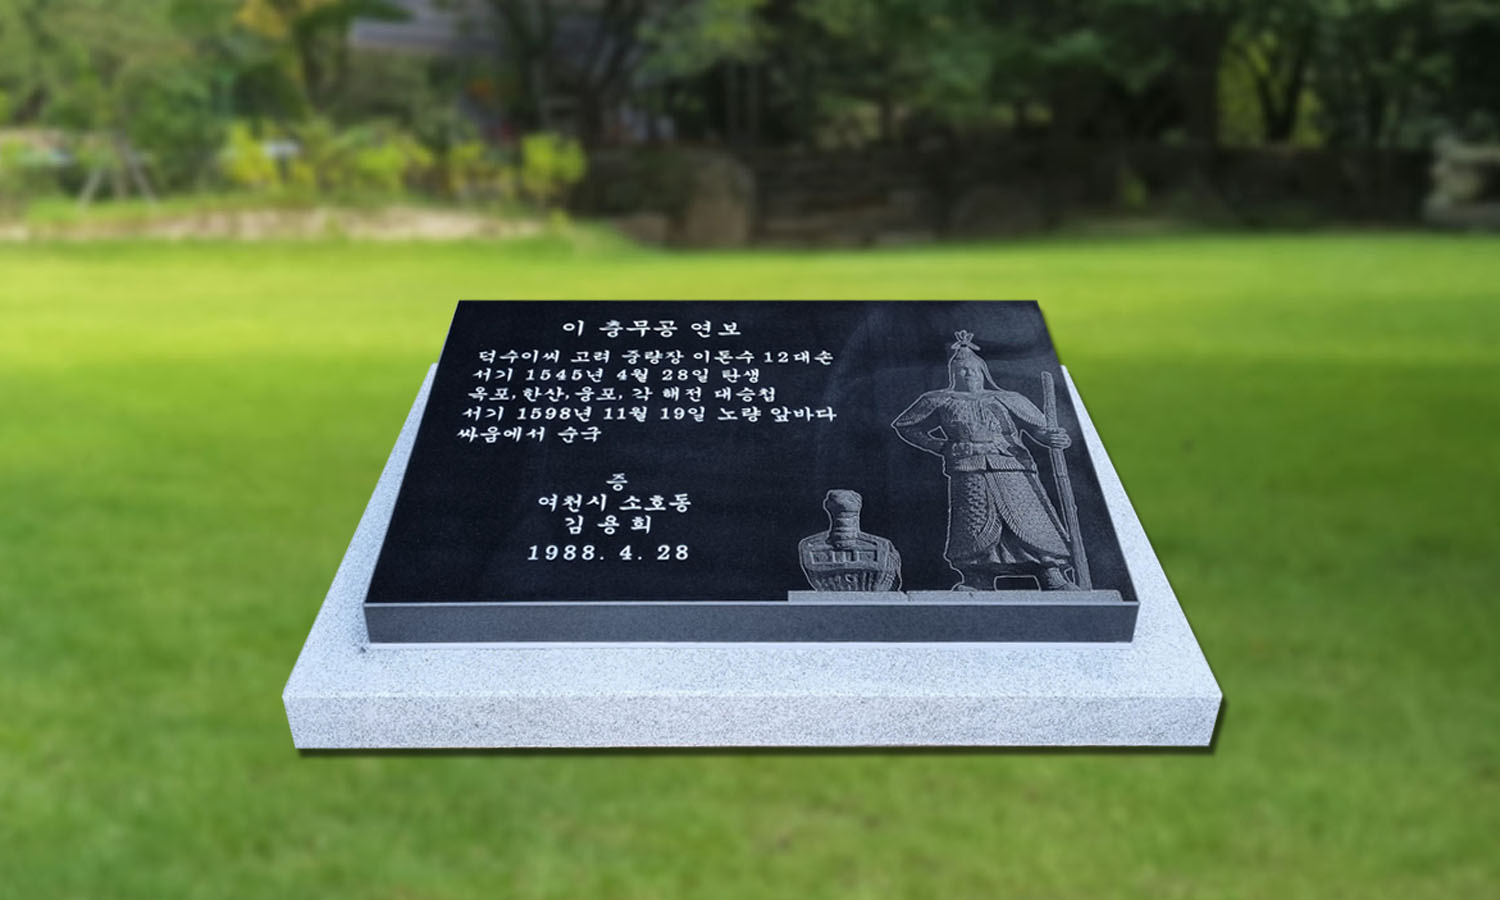 이 충무공 연보
덕수이씨 고려 중랑장 이돈수 12대손
서기 1545년 4월 28일 탄생
옥포, 한산, 웅포, 각 해전 대승첩
서기 1598년 11월 19일 노량 앞바다
싸움에서 순국
증
여천시 소호동
김 용 희
1988. 4. 28